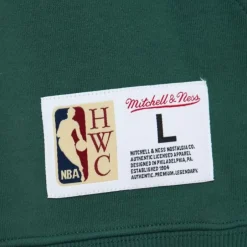 Mitchell & Ness
HWC
NBA
L
MITCHELL & NESS NOSTALGIA CO.
AUTHENTIC LICENSED APPAREL
DESIGNED IN PHILADELPHIA, PA
ESTABLISHED 1904
AUTHENTIC. PREMIUM. LEGENDARY.